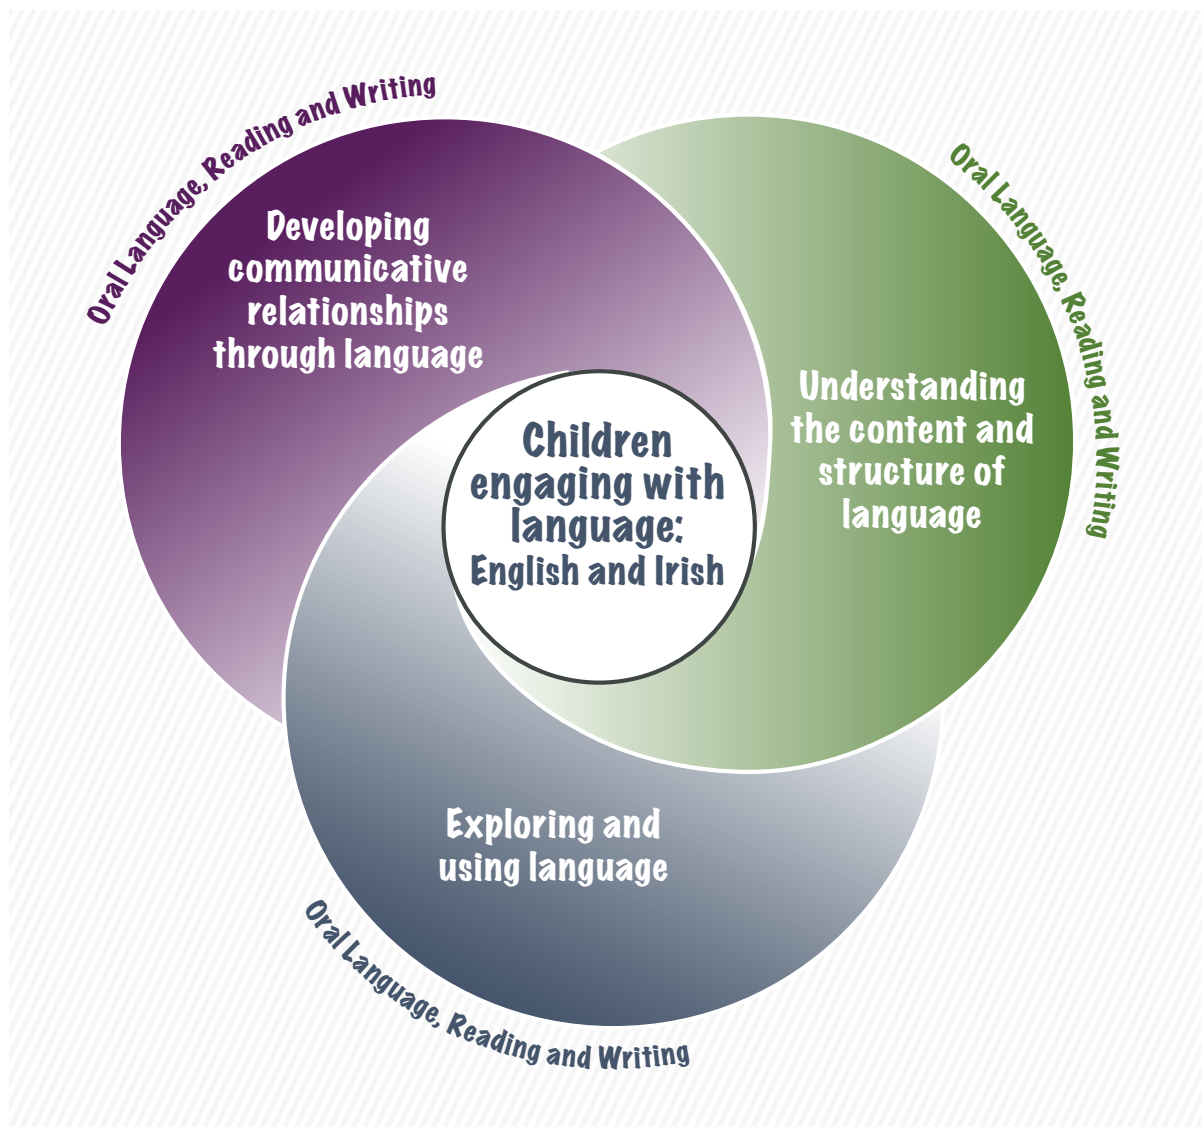 Oral Language, Reading and Writing
Developing
communicative
relationships
through language
Oral Language, Reading and Writing
Understanding
the content and
structure of
language
Children
engaging with
language:
English and Irish
Exploring and
using language
Oral Language, Reading and Writing